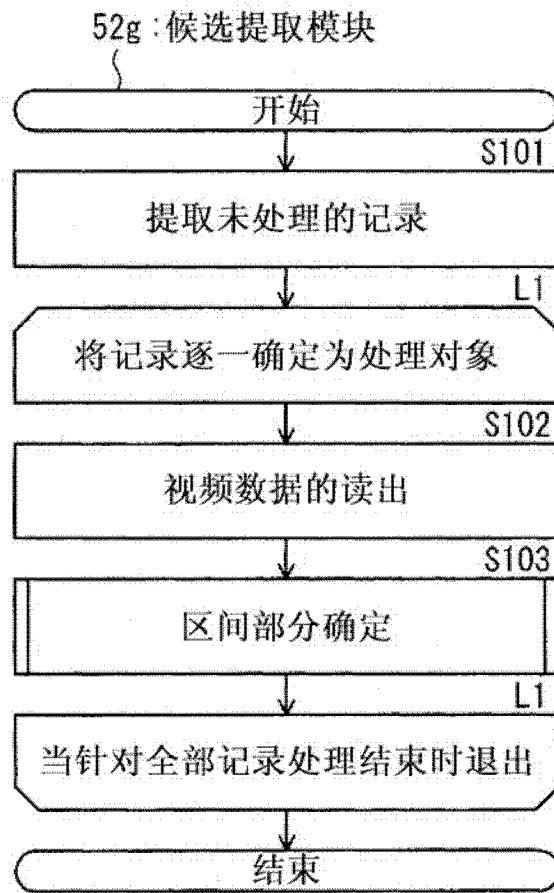 52g:候选提取模块
开始
S101
提取未处理的记录
L1
将记录逐一确定为处理对象
S102
视频数据的读出
S103
区间部分确定
L1
当针对全部记录处理结束时退出
结束